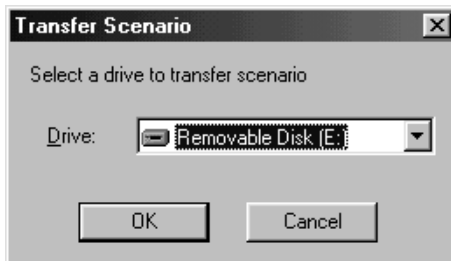 Transfer Scenario
Select a drive to transfer scenario
Drive: Removable Disk (E:)
OK Cancel